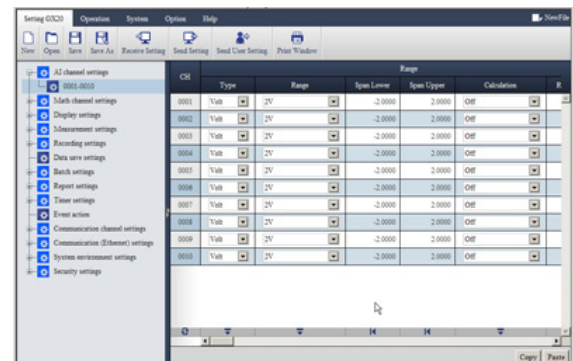 Setting GX20 Operation System Option Help NewFile
New Open Save Save As Receive Setting Send Setting Send User Setting Print Window
AI channel settings
0001-0010
Math channel settings
Display settings
Measurement settings
Recording settings
Data save settings
Batch settings
Report settings
Timer settings
Event action
Communication channel settings
Communication (Ethernet) settings
System environment settings
Security settings
CH Range
Type Range Span Lower Span Upper Calculation R
0001 Volt 2V -2.0000 2.0000 Off
0002 Volt 2V -2.0000 2.0000 Off
0003 Volt 2V -2.0000 2.0000 Off
0004 Volt 2V -2.0000 2.0000 Off
0005 Volt 2V -2.0000 2.0000 Off
0006 Volt 2V -2.0000 2.0000 Off
0007 Volt 2V -2.0000 2.0000 Off
0008 Volt 2V -2.0000 2.0000 Off
0009 Volt 2V -2.0000 2.0000 Off
0010 Volt 2V -2.0000 2.0000 Off
Copy Paste